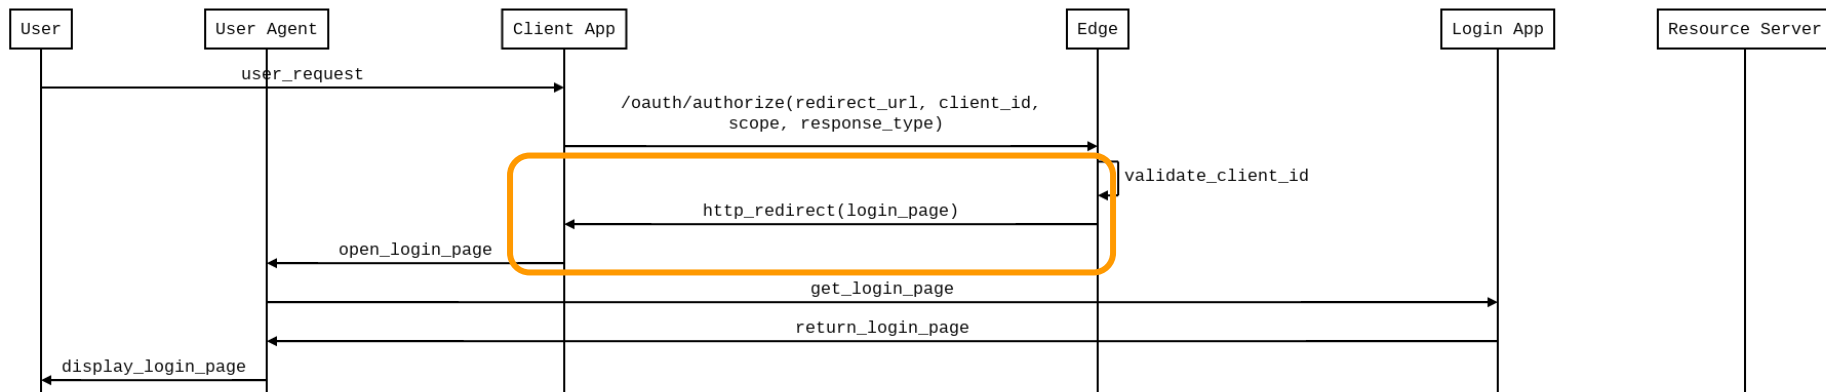 User
User Agent
Client App
Edge
Login App
Resource Server
user_request
/oauth/authorize(redirect_url, client_id,
scope, response_type)
validate_client_id
http_redirect(login_page)
open_login_page
get_login_page
return_login_page
display_login_page